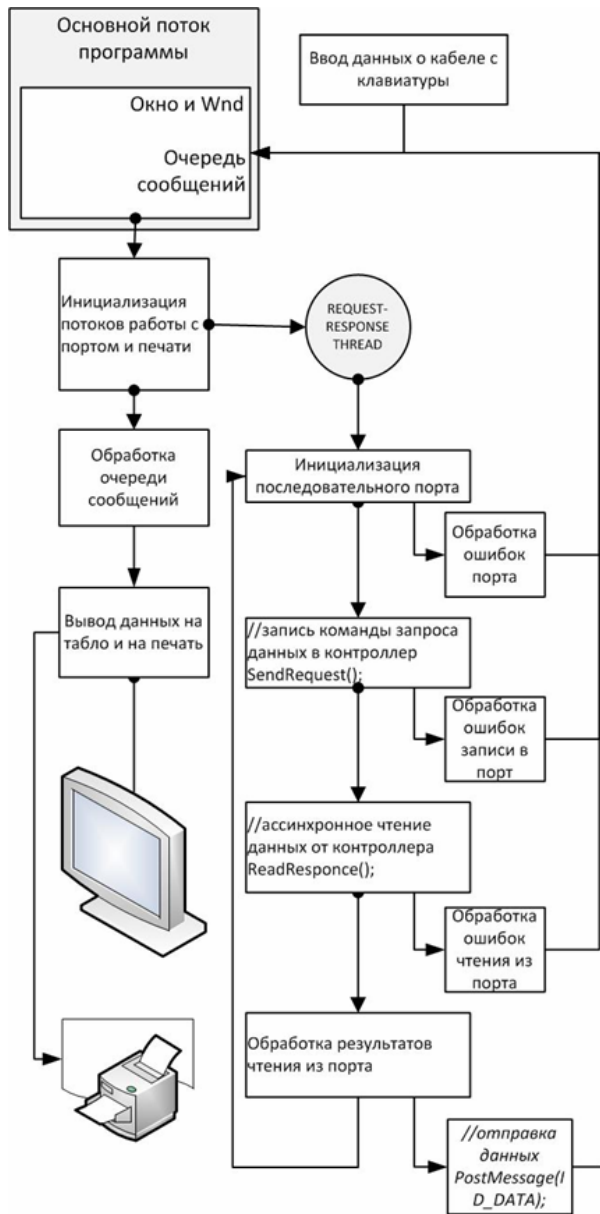 Основной поток
программы
Окно и Wnd
Очередь
сообщений
Ввод данных о кабеле с
клавиатуры
Инициализация
потоков работы с
портом и печати
REQUEST-
RESPONSE
THREAD
Обработка
очереди
сообщений
Инициализация
последовательного порта
Обработка
ошибок
порта
Вывод данных на
табло и на печать
//запись команды запроса
данных в контроллер
SendRequest();
Обработка
ошибок
записи в
порт
//ассинхронное чтение
данных от контроллера
ReadResponce();
Обработка
ошибок
чтения из
порта
Обработка результатов
чтения из порта
//отправка
данных
PostMessage(I
D_DATA);